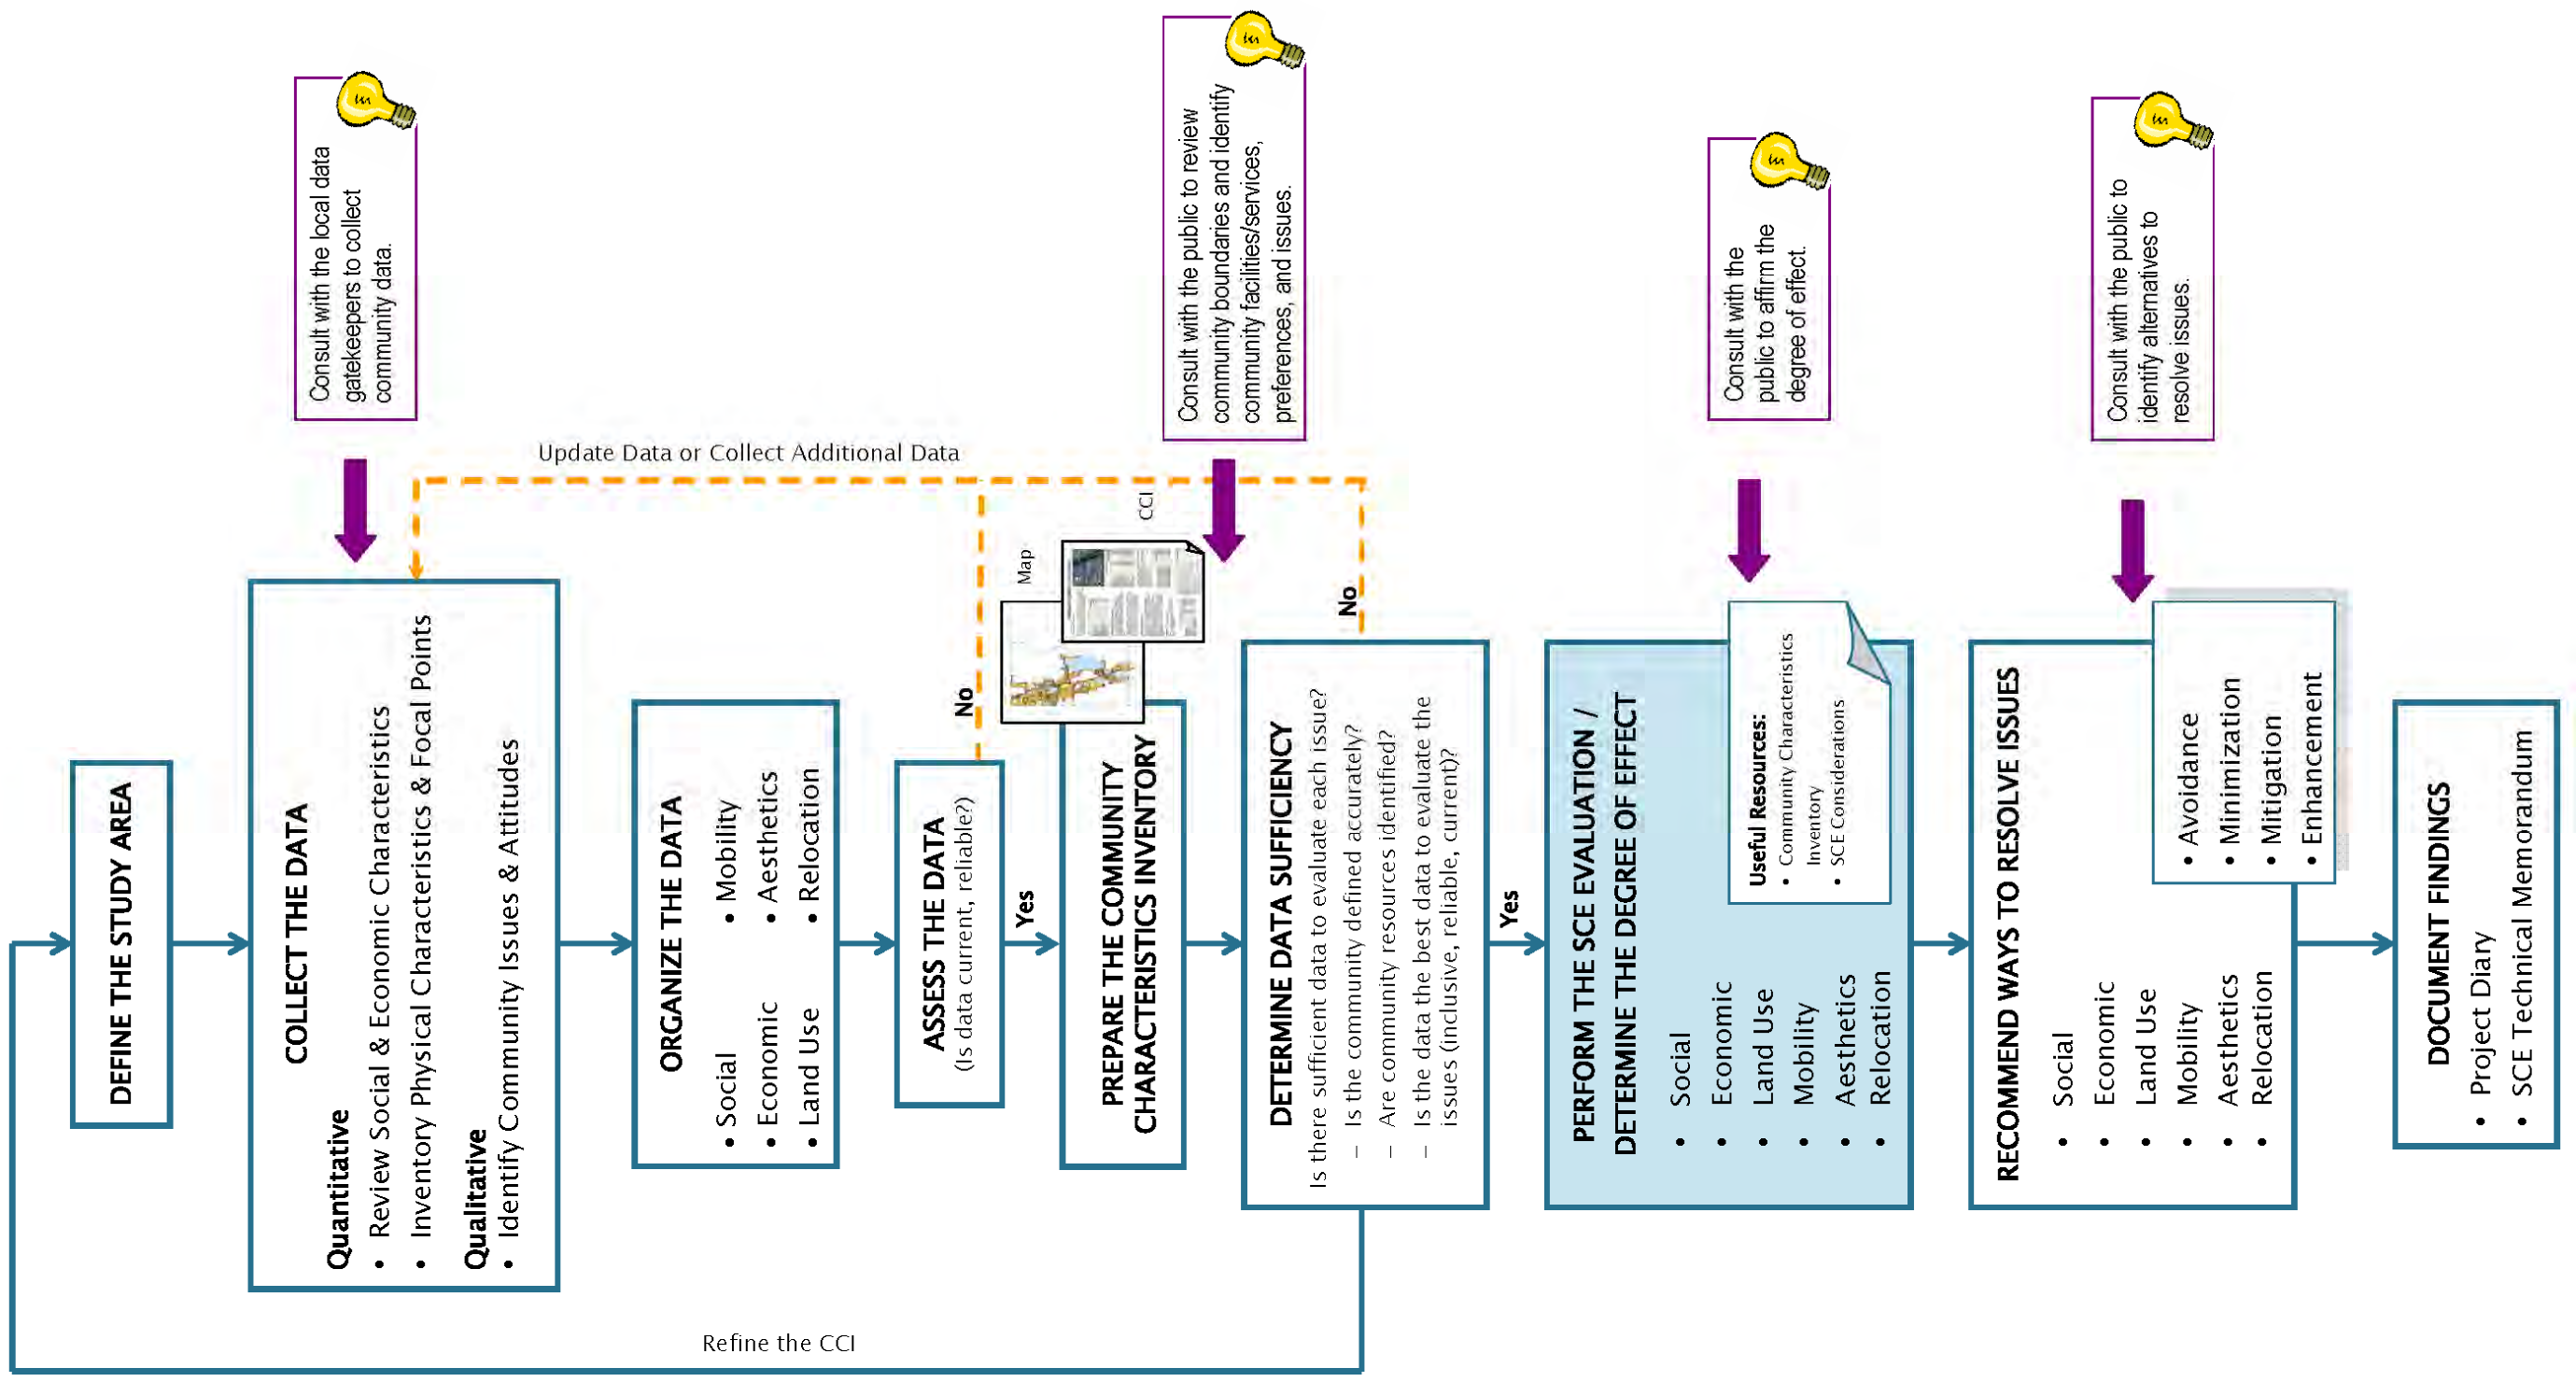 DEFINE THE STUDY AREA
COLLECT THE DATA
Quantitative
• Review Social & Economic Characteristics
• Inventory Physical Characteristics & Focal Points
Qualitative
• Identify Community Issues & Attitudes
Consult with the local data
gatekeepers to collect
community data.
Update Data or Collect Additional Data
ORGANIZE THE DATA
• Social
• Economic
• Land Use
• Mobility
• Aesthetics
• Relocation
ASSESS THE DATA
(Is data current, reliable?)
No
Yes
PREPARE THE COMMUNITY
CHARACTERISTICS INVENTORY
Map
CCI
Consult with the public to review
community boundaries and identify
community facilities/services,
preferences, and issues.
DETERMINE DATA SUFFICIENCY
Is there sufficient data to evaluate each issue?
– Is the community defined accurately?
– Are community resources identified?
– Is the data the best data to evaluate the
issues (inclusive, reliable, current)?
No
Yes
Refine the CCI
PERFORM THE SCE EVALUATION /
DETERMINE THE DEGREE OF EFFECT
• Social
• Economic
• Land Use
• Mobility
• Aesthetics
• Relocation
Useful Resources:
• Community Characteristics
Inventory
• SCE Considerations
Consult with the
public to affirm the
degree of effect.
RECOMMEND WAYS TO RESOLVE ISSUES
• Social
• Economic
• Land Use
• Mobility
• Aesthetics
• Relocation
• Avoidance
• Minimization
• Mitigation
• Enhancement
Consult with the public to
identify alternatives to
resolve issues.
DOCUMENT FINDINGS
• Project Diary
• SCE Technical Memorandum